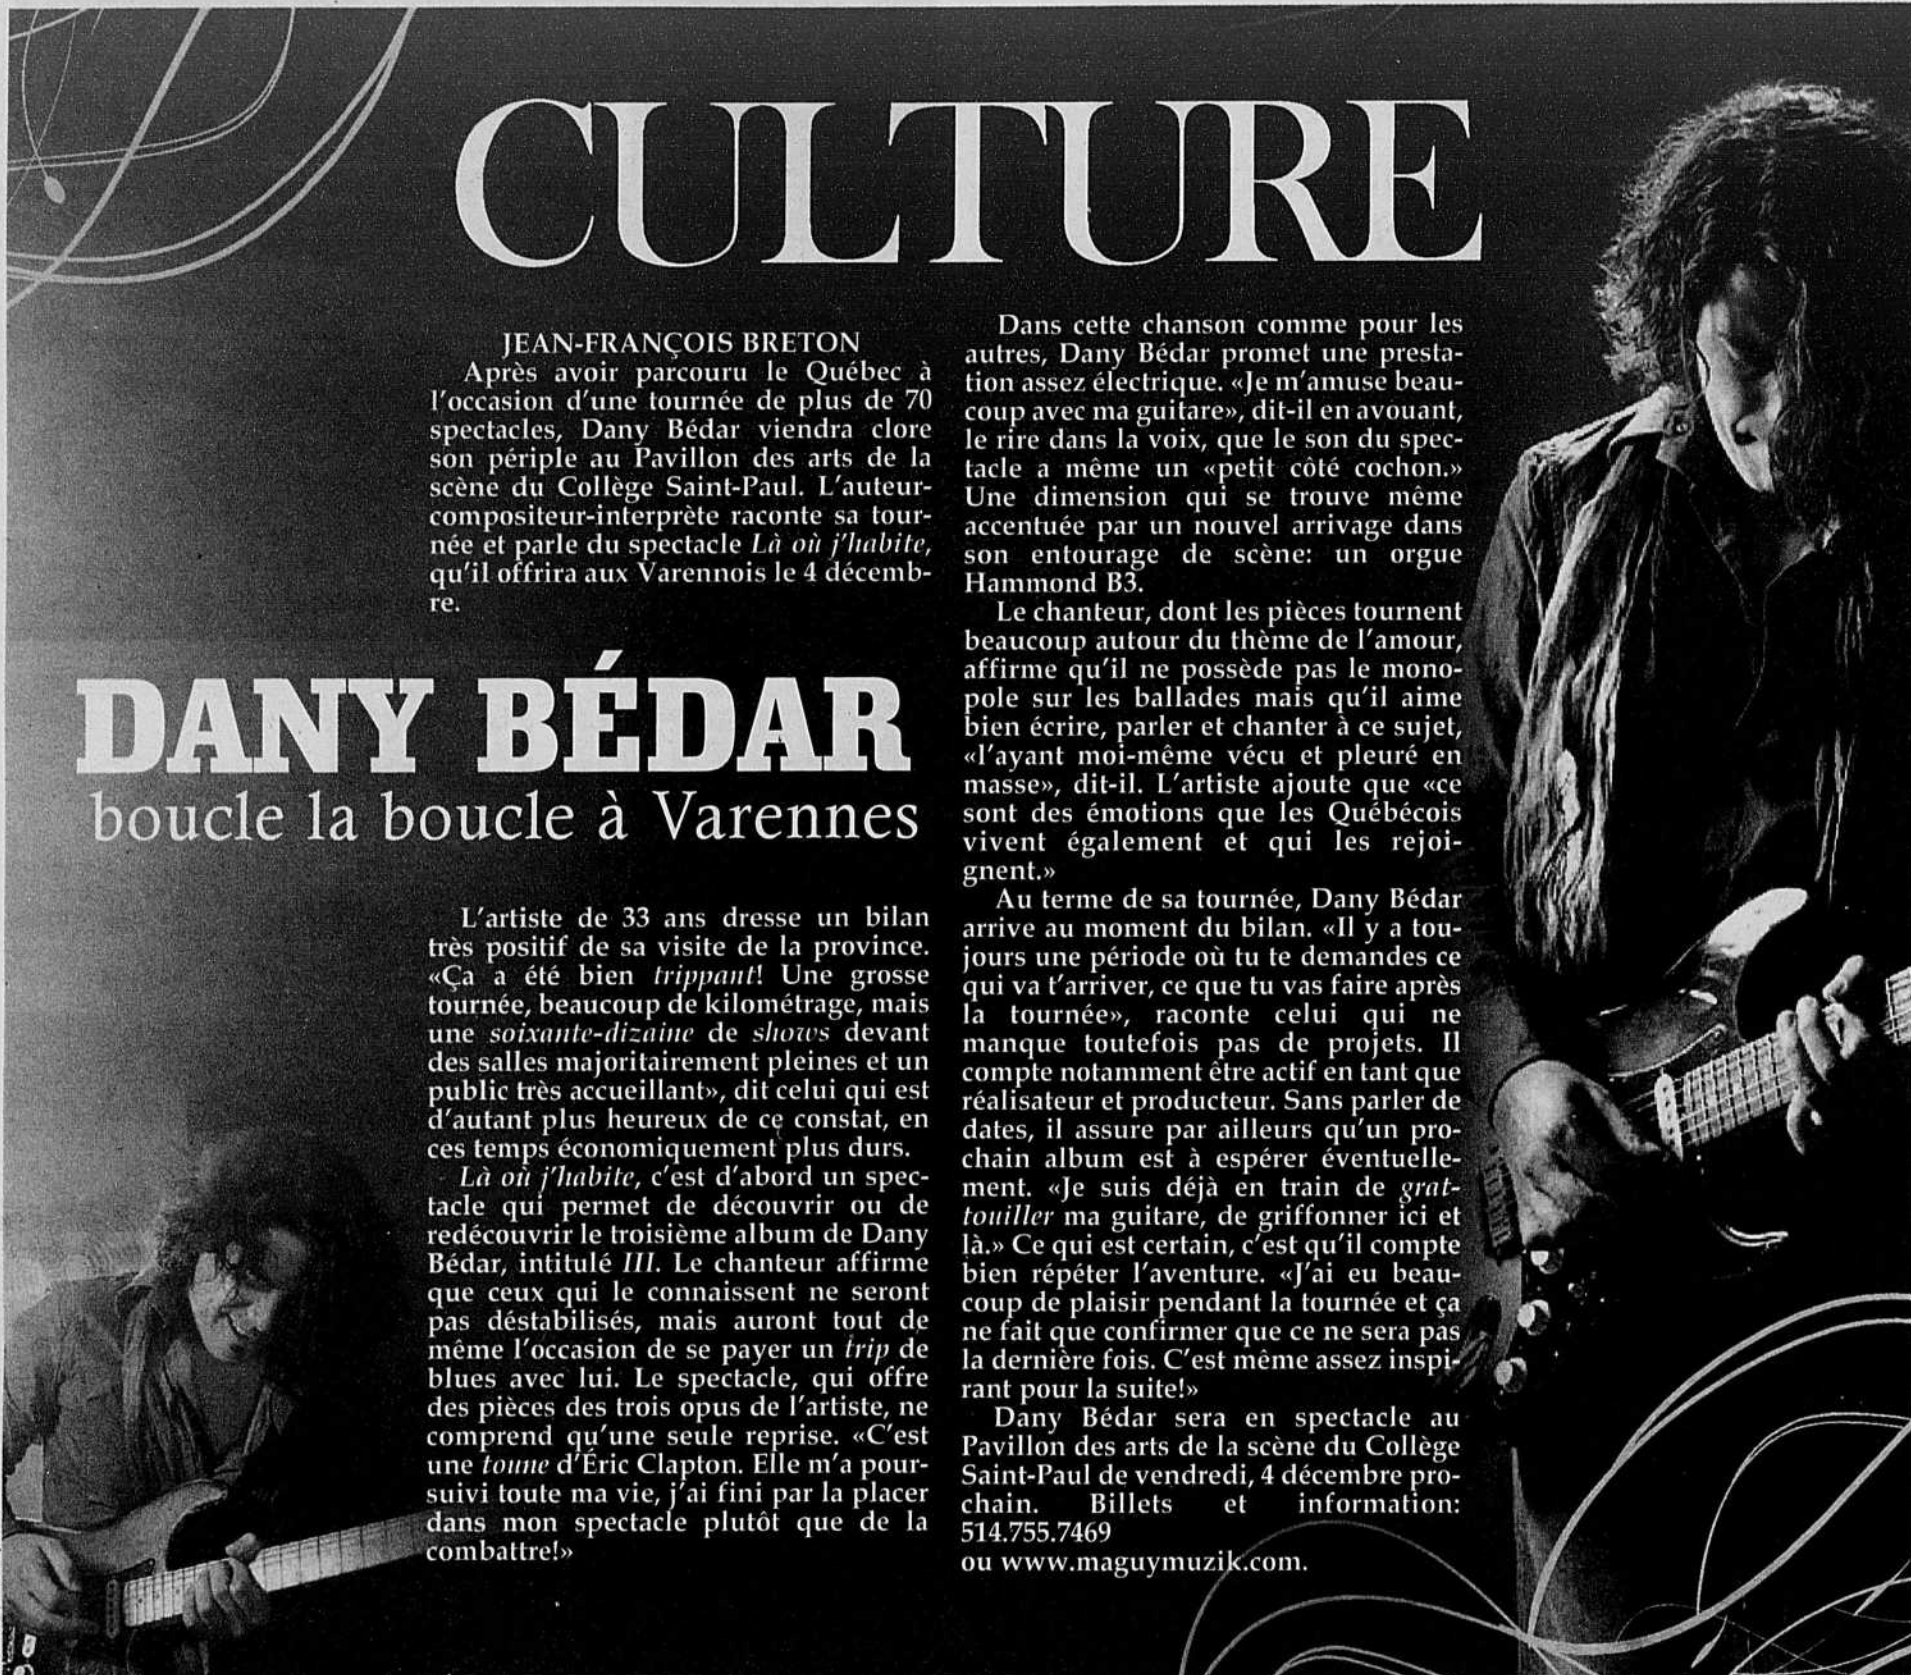 CULTURE
JEAN-FRANÇOIS BRETON
Après avoir parcouru le Québec à
l'occasion d'une tournée de plus de 70
spectacles, Dany Bédar viendra clore
son périple au Pavillon des arts de la
scène du Collège Saint-Paul. L'auteur-
compositeur-interprète raconte sa tour-
née et parle du spectacle Là où j'habite,
qu'il offrira aux Varennois le 4 décemb-
re.
DANY BÉDAR
boucle la boucle à Varennes
L'artiste de 33 ans dresse un bilan
très positif de sa visite de la province.
«Ça a été bien trippant! Une grosse
tournée, beaucoup de kilométrage, mais
une soixante-dizaine de shows devant
des salles majoritairement pleines et un
public très accueillant», dit celui qui est
d'autant plus heureux de ce constat, en
ces temps économiquement plus durs.
Là où j'habite, c'est d'abord un spec-
tacle qui permet de découvrir ou de
redécouvrir le troisième album de Dany
Bédar, intitulé III. Le chanteur affirme
que ceux qui le connaissent ne seront
pas déstabilisés, mais auront tout de
même l'occasion de se payer un trip de
blues avec lui. Le spectacle, qui offre
des pièces des trois opus de l'artiste, ne
comprend qu'une seule reprise. «C'est
une toune d'Éric Clapton. Elle m'a pour-
suivi toute ma vie, j'ai fini par la placer
dans mon spectacle plutôt que de la
combattre!»
Dans cette chanson comme pour les
autres, Dany Bédar promet une presta-
tion assez électrique. «Je m'amuse beau-
coup avec ma guitare», dit-il en avouant,
le rire dans la voix, que le son du spec-
tacle a même un «petit côté cochon.»
Une dimension qui se trouve même
accentuée par un nouvel arrivage dans
son entourage de scène: un orgue
Hammond B3.
Le chanteur, dont les pièces tournent
beaucoup autour du thème de l'amour,
affirme qu'il ne possède pas le mono-
pole sur les ballades mais qu'il aime
bien écrire, parler et chanter à ce sujet,
«l'ayant moi-même vécu et pleuré en
masse», dit-il. L'artiste ajoute que «ce
sont des émotions que les Québécois
vivent également et qui les rejoi-
gnent.»
Au terme de sa tournée, Dany Bédar
arrive au moment du bilan. «Il y a tou-
jours une période où tu te demandes ce
qui va t'arriver, ce que tu vas faire après
la tournée», raconte celui qui ne
manque toutefois pas de projets. Il
compte notamment être actif en tant que
réalisateur et producteur. Sans parler de
dates, il assure par ailleurs qu'un pro-
chain album est à espérer éventuelle-
ment. «Je suis déjà en train de grat-
touiller ma guitare, de griffonner ici et
là.» Ce qui est certain, c'est qu'il compte
bien répéter l'aventure. «J'ai eu beau-
coup de plaisir pendant la tournée et ça
ne fait que confirmer que ce ne sera pas
la dernière fois. C'est même assez inspi-
rant pour la suite!»
Dany Bédar sera en spectacle au
Pavillon des arts de la scène du Collège
Saint-Paul de vendredi, 4 décembre pro-
chain. Billets et information:
514.755.7469
ou www.maguymuzik.com.